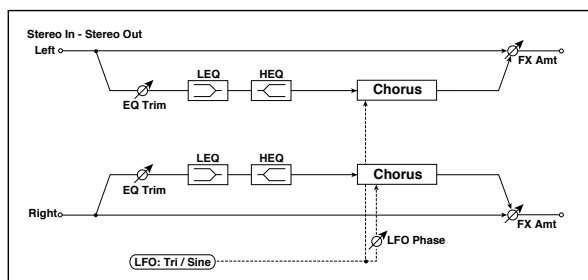 Stereo In - Stereo Out
Left
FX Amt
EQ Trim
LEQ
HEQ
Chorus
LEQ
HEQ
Chorus
EQ Trim
Right
FX Amt
LFO Phase
LFO: Tri / Sine